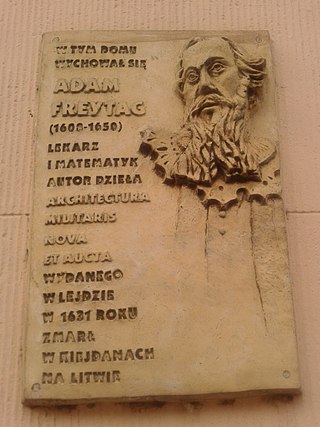 W TYM DOMU
WYCHOWAŁ SIĘ
ADAM
FREYTAG
(1608-1650)
LEKARZ
I MATEMATYK
AUTOR DZIEŁA
ARCHITECTURA
MILITARIS
NOVA
ET AUCTA
WYDANEGO
W LEJDZIE
W 1631 ROKU
ZMARŁ
W KIEJDANACH
NA LITWIE